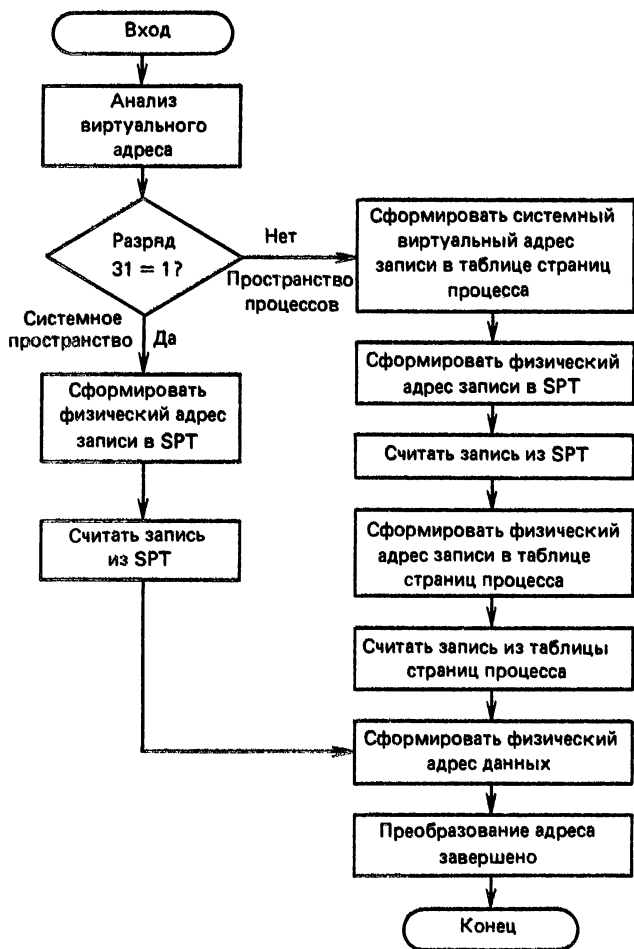 Вход
Анализ
виртуального
адреса
Разряд
31 = 1?
Нет
Пространство
процессов
Системное
пространство
Да
Сформировать
физический адрес
записи в SPT
Считать запись
из SPT
Сформировать системный
виртуальный адрес
записи в таблице страниц
процесса
Сформировать физический
адрес записи в SPT
Считать запись из SPT
Сформировать физический
адрес записи в таблице
страниц процесса
Считать запись из таблицы
страниц процесса
Сформировать физический
адрес данных
Преобразование адреса
завершено
Конец